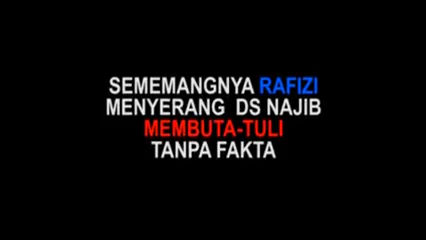 SEMEMANGNYA RAFIZI
MENYERANG DS NAJIB
MEMBUTA-TULI
TANPA FAKTA